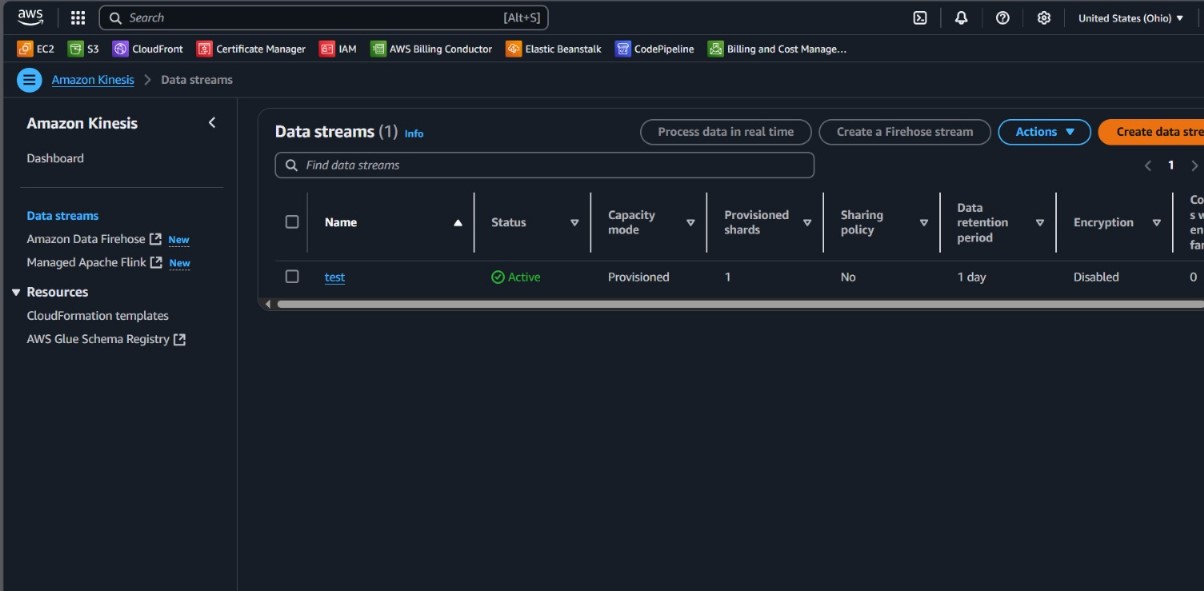 aws Search [Alt+S] United States (Ohio)
EC2 S3 CloudFront Certificate Manager IAM AWS Billing Conductor Elastic Beanstalk CodePipeline Billing and Cost Manage...
Amazon Kinesis > Data streams
Amazon Kinesis
Dashboard
Data streams
Amazon Data Firehose New
Managed Apache Flink New
Resources
CloudFormation templates
AWS Glue Schema Registry
Data streams (1) Info Process data in real time Create a Firehose stream Actions Create data stre
Find data streams 1
Name Status Capacity mode Provisioned shards Sharing policy Data retention period Encryption Co s w en fan
test Active Provisioned 1 No 1 day Disabled 0